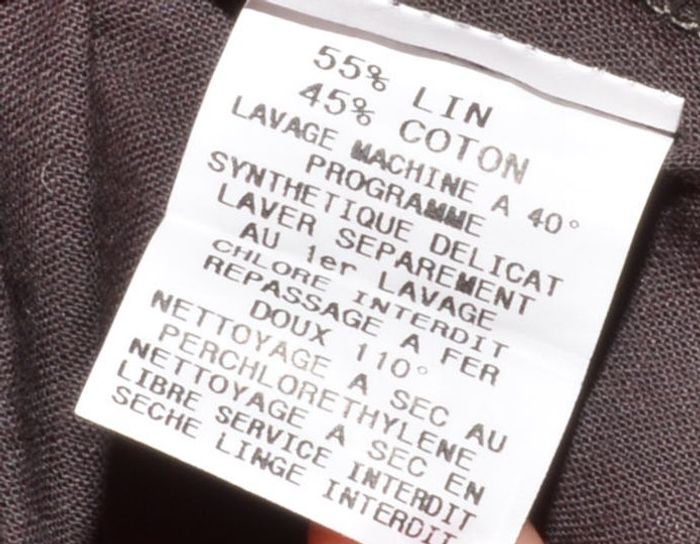 55% LIN
45% COTON
LAVAGE MACHINE A 40°
PROGRAMME
SYNTHETIQUE DELICAT
LAVER SEPAREMENT
AU 1er LAVAGE
CHLORE INTERDIT
REPASSAGE A FER
DOUX 110°
NETTOYAGE A SEC AU
PERCHLORETHYLENE
NETTOYAGE A SEC EN
LIBRE SERVICE INTERDIT
SECHE LINGE INTERDIT